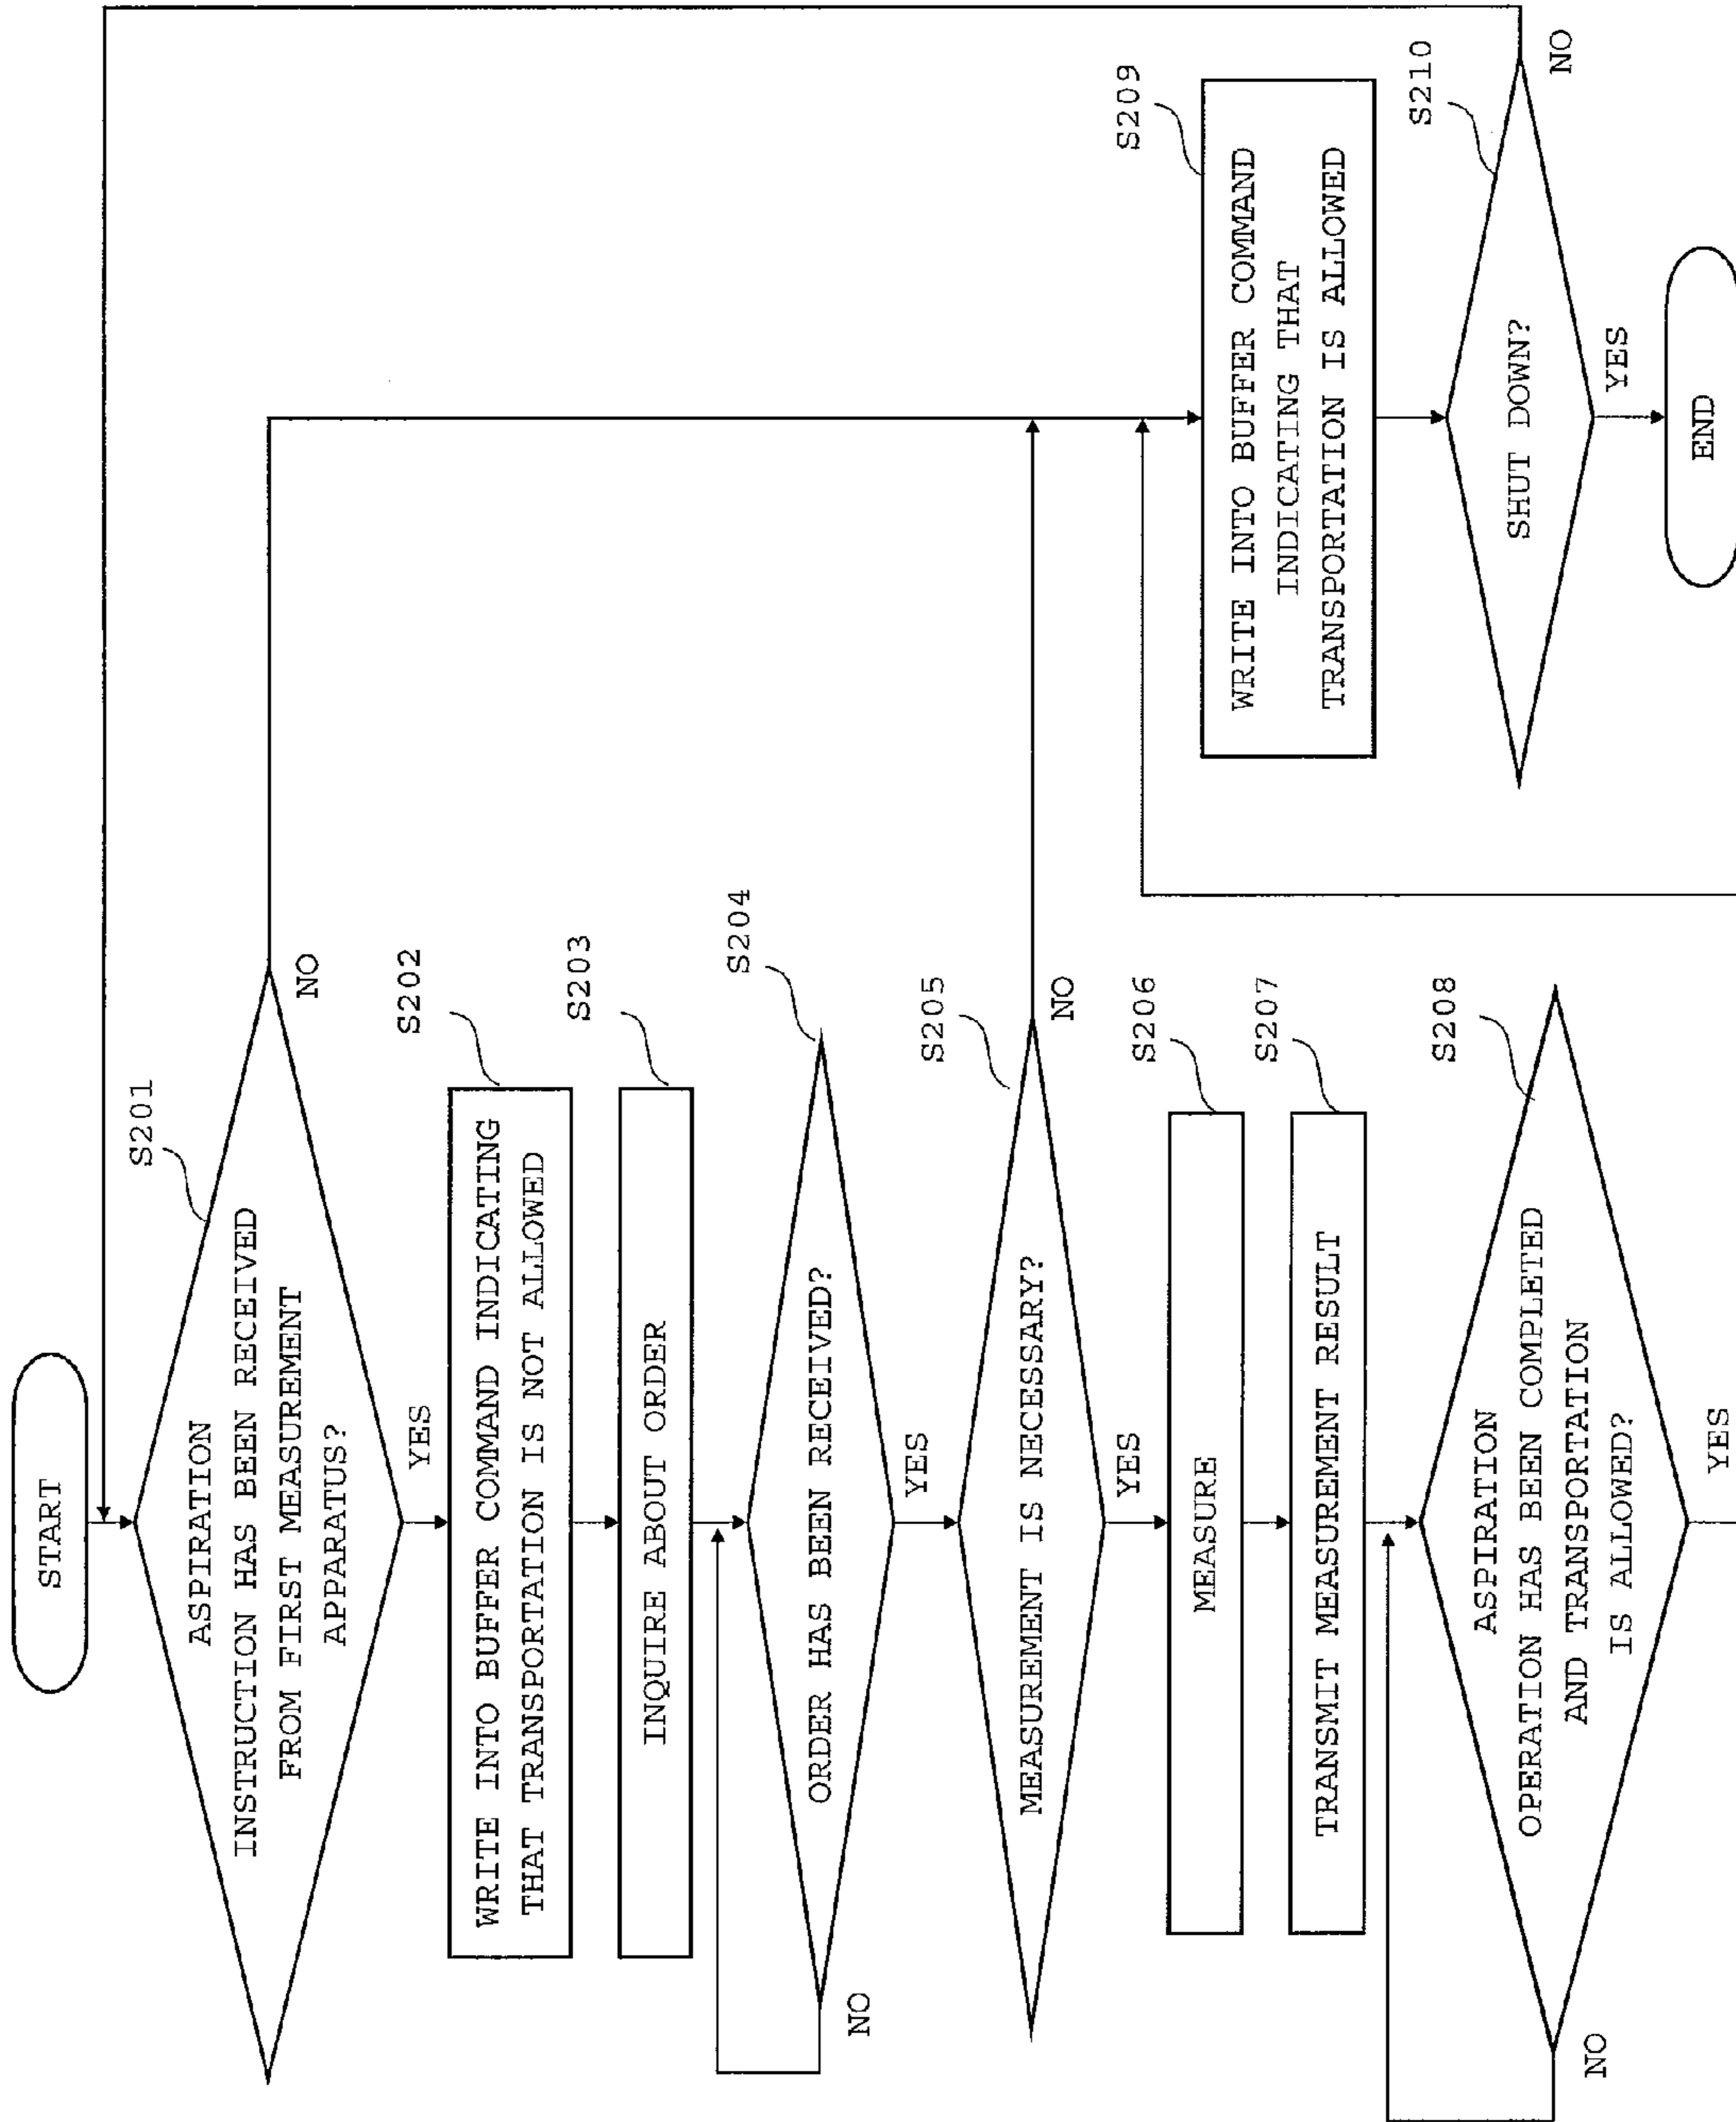 START
S201
ASPIRATION
INSTRUCTION HAS BEEN RECEIVED
FROM FIRST MEASUREMENT
APPARATUS?
NO
YES
S202
WRITE INTO BUFFER COMMAND INDICATING
THAT TRANSPORTATION IS NOT ALLOWED
S203
INQUIRE ABOUT ORDER
S204
ORDER HAS BEEN RECEIVED?
NO
YES
S205
MEASUREMENT IS NECESSARY?
NO
YES
S206
MEASURE
S207
TRANSMIT MEASUREMENT RESULT
S208
ASPIRATION
OPERATION HAS BEEN COMPLETED
AND TRANSPORTATION
IS ALLOWED?
NO
YES
S209
WRITE INTO BUFFER COMMAND
INDICATING THAT
TRANSPORTATION IS ALLOWED
S210
SHUT DOWN?
NO
YES
END